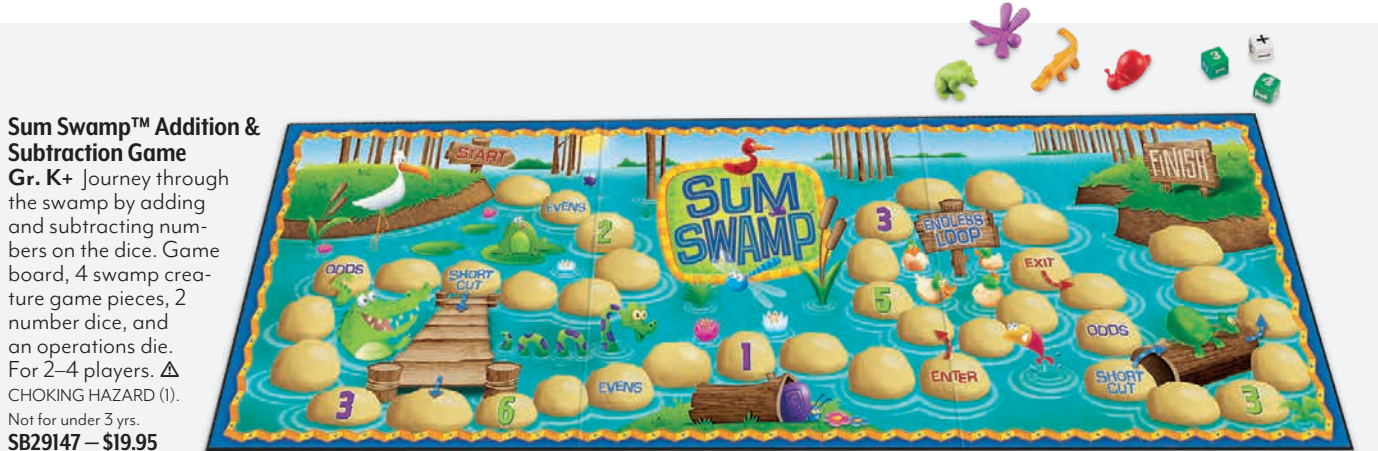 Sum Swamp™ Addition &
Subtraction Game
Gr. K+ Journey through
the swamp by adding
and subtracting num-
bers on the dice. Game
board, 4 swamp crea-
ture game pieces, 2
number dice, and
an operations die.
For 2–4 players. ⚠
CHOKING HAZARD (1).
Not for under 3 yrs.
SB29147 — $19.95
3
+
4
START
EVENS
2
ODDS
SHORT
CUT
3
6
EVENS
SUM
SWAMP
1
3
ENDLESS
LOOP
5
EXIT
ENTER
ODDS
SHORT
CUT
3
FINISH